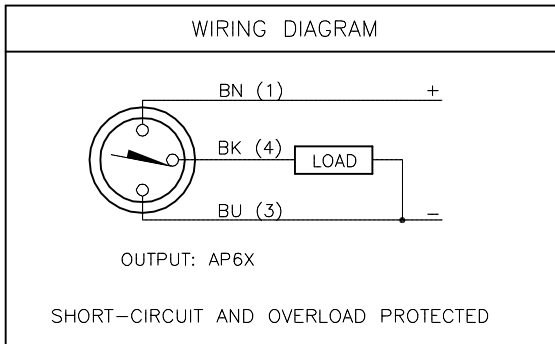 WIRING DIAGRAM
BN (1) +
BK (4) LOAD
BU (3) −
OUTPUT: AP6X
SHORT−CIRCUIT AND OVERLOAD PROTECTED